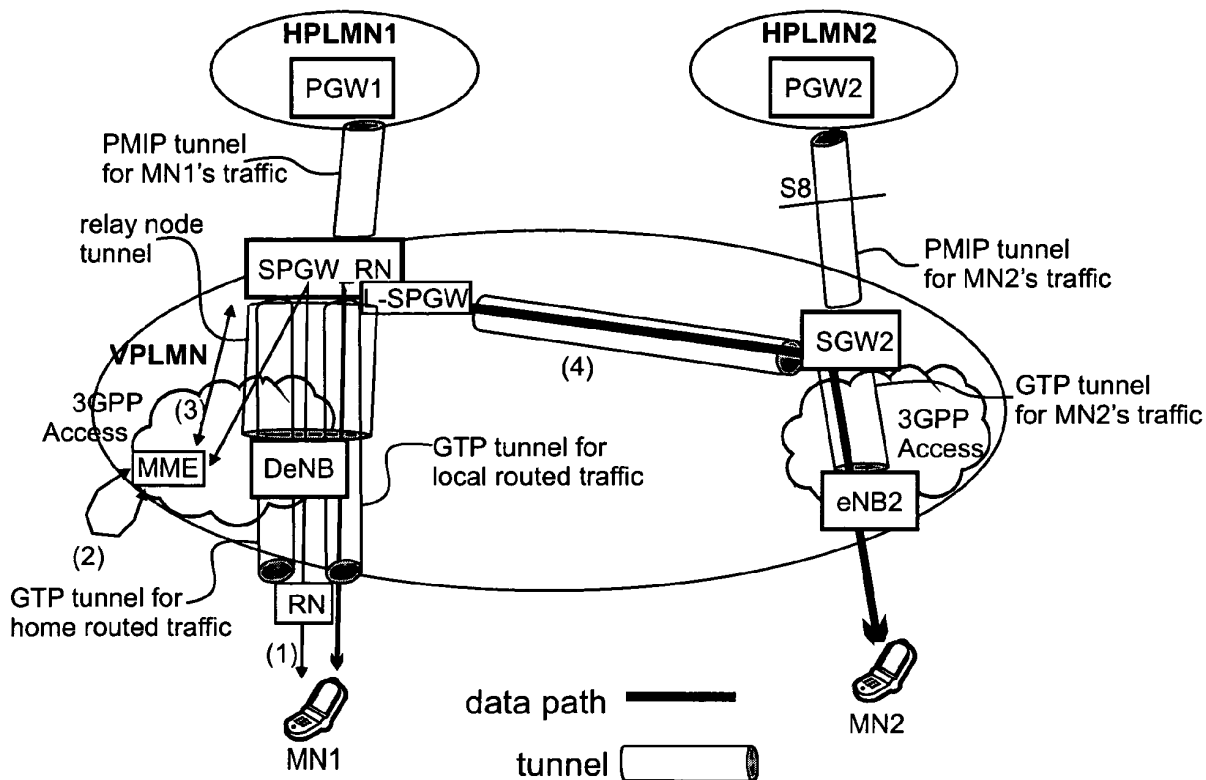 HPLMN1
PGW1
HPLMN2
PGW2
PMIP tunnel
for MN1's traffic
S8
relay node
tunnel
PMIP tunnel
for MN2's traffic
SPGW_RN
L-SPGW
SGW2
VPLMN
(4)
(3)
3GPP
Access
GTP tunnel
for MN2's traffic
3GPP
Access
MME
DeNB
GTP tunnel for
local routed traffic
eNB2
(2)
GTP tunnel for
home routed traffic
RN
(1)
MN1
MN2
data path
tunnel